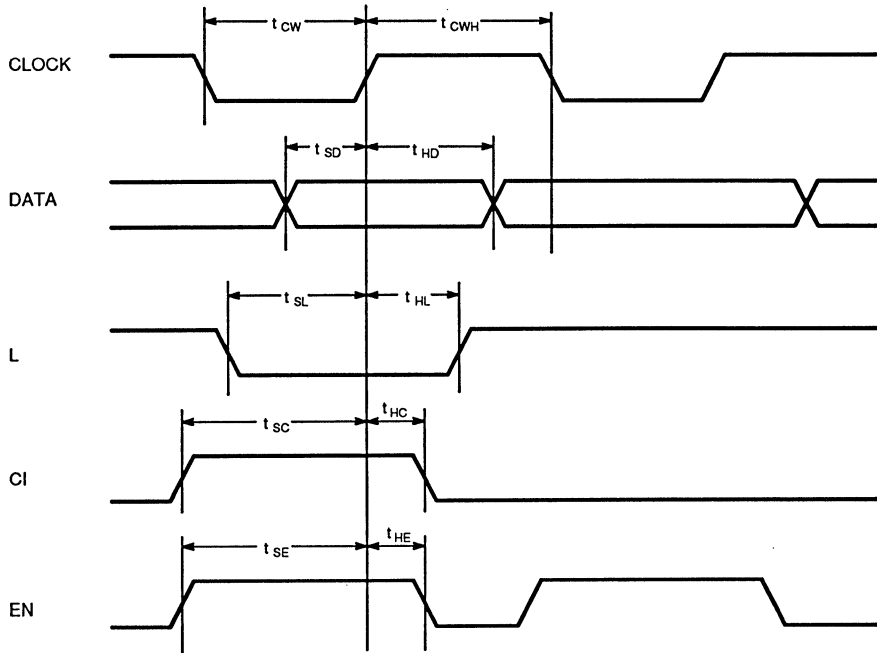 t CW t CWH
CLOCK
t SD t HD
DATA
t SL t HL
L
t SC t HC
CI
t SE t HE
EN